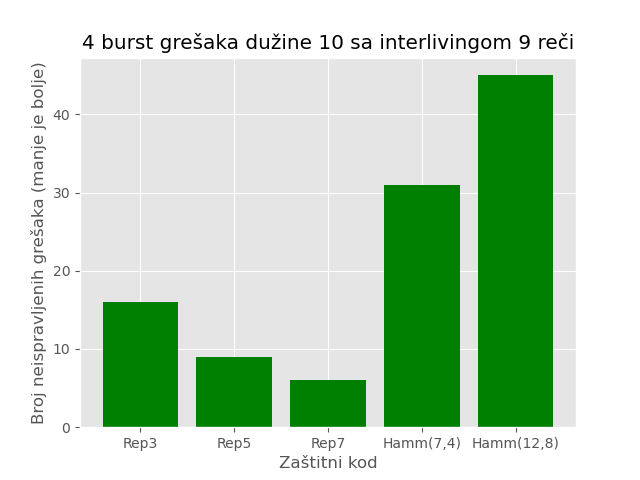 4 burst grešaka dužine 10 sa interlivingom 9 reči
Broj neispravljenih grešaka (manje je bolje)
40
30
20
10
0
Rep3 Rep5 Rep7 Hamm(7,4) Hamm(12,8)
Zaštitni kod